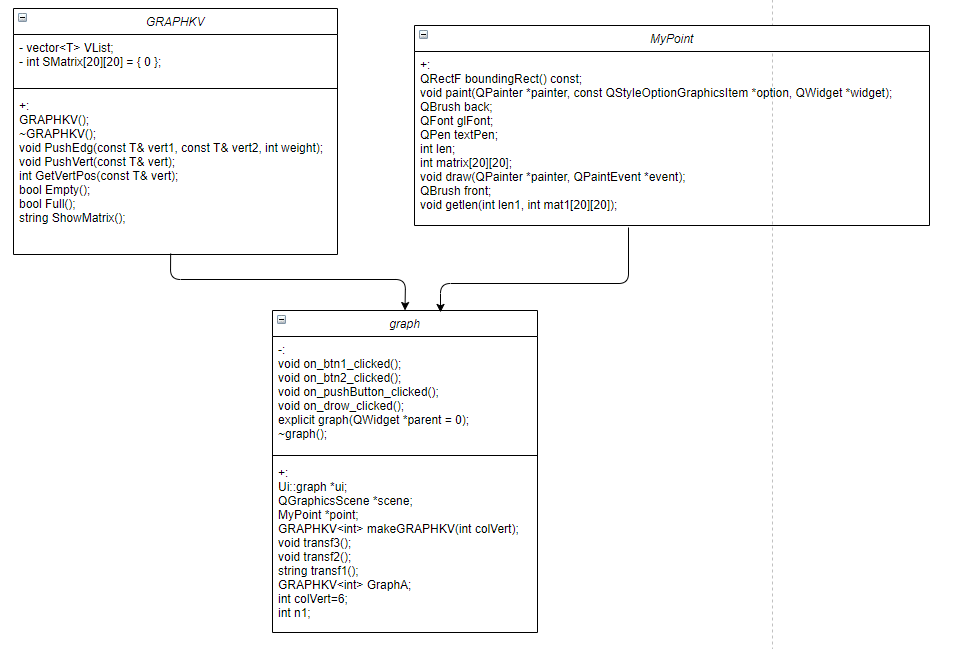 GRAPHKV
- vector<T> VList;
- int SMatrix[20][20] = { 0 };
+:
GRAPHKV();
~GRAPHKV();
void PushEdg(const T& vert1, const T& vert2, int weight);
void PushVert(const T& vert);
int GetVertPos(const T& vert);
bool Empty();
bool Full();
string ShowMatrix();
MyPoint
+:
QRectF boundingRect() const;
void paint(QPainter *painter, const QStyleOptionGraphicsItem *option, QWidget *widget);
QBrush back;
QFont glFont;
QPen textPen;
int len;
int matrix[20][20];
void draw(QPainter *painter, QPaintEvent *event);
QBrush front;
void getlen(int len1, int mat1[20][20]);
graph
-:
void on_btn1_clicked();
void on_btn2_clicked();
void on_pushButton_clicked();
void on_drow_clicked();
explicit graph(QWidget *parent = 0);
~graph();
+:
Ui::graph *ui;
QGraphicsScene *scene;
MyPoint *point;
GRAPHKV<int> makeGRAPHKV(int colVert);
void transf3();
void transf2();
string transf1();
GRAPHKV<int> GraphA;
int colVert=6;
int n1;